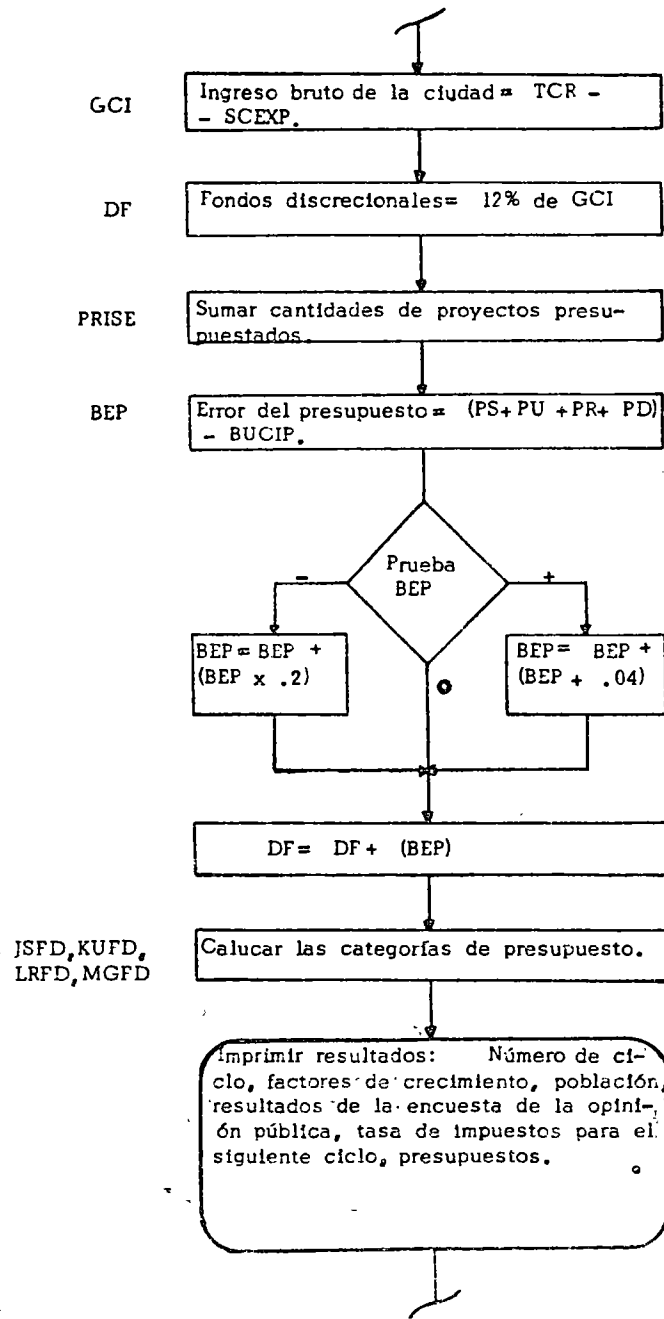 GCI
Ingreso bruto de la ciudad= TCR -
- SCEXP.
DF
Fondos discrecionales= 12% de GCI
PRISE
Sumar cantidades de proyectos presu-
puestados.
BEP
Error del presupuesto= (PS+ PU +PR+ PD)
- BUCIP.
Prueba
BEP
-
+
BEP= BEP +
(BEP x .2)
0
BEP= BEP +
(BEP + .04)
DF= DF+ (BEP)
JSFD, KUFD,
LRFD, MGFD
Calucar las categorías de presupuesto.
Imprimir resultados: Número de ci-
clo, factores de crecimiento, población,
resultados de la encuesta de la opini-
ón pública, tasa de impuestos para el
siguiente ciclo, presupuestos.